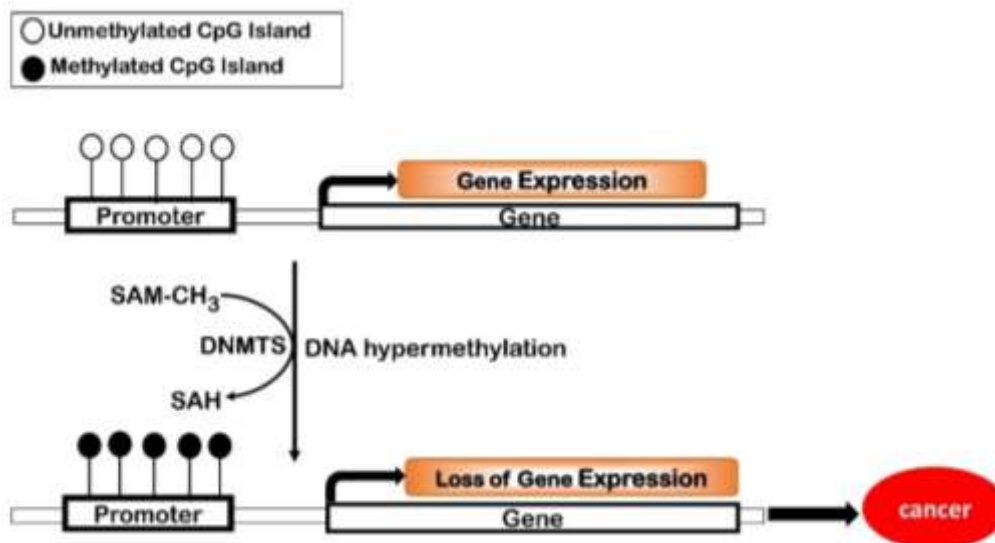 Unmethylated CpG Island
Methylated CpG Island
Gene Expression
Promoter
Gene
SAM-CH₃
DNMTS
DNA hypermethylation
SAH
Loss of Gene Expression
Promoter
Gene
cancer